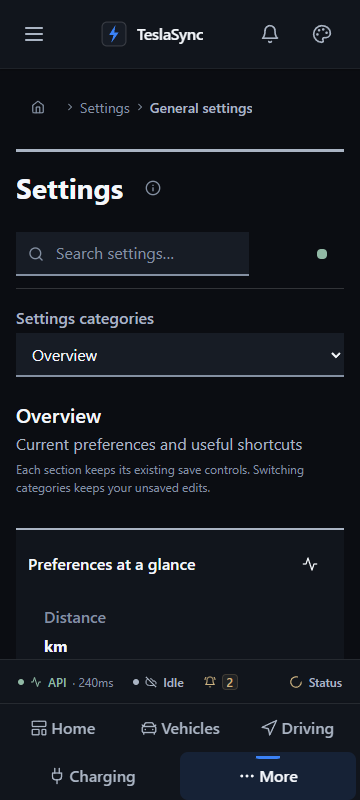 TeslaSync
Settings General settings
Settings
Search settings...
Settings categories
Overview
Overview
Current preferences and useful shortcuts
Each section keeps its existing save controls. Switching
categories keeps your unsaved edits.
Preferences at a glance
Distance
km
API · 240ms Idle 2 Status
Home Vehicles Driving
Charging More